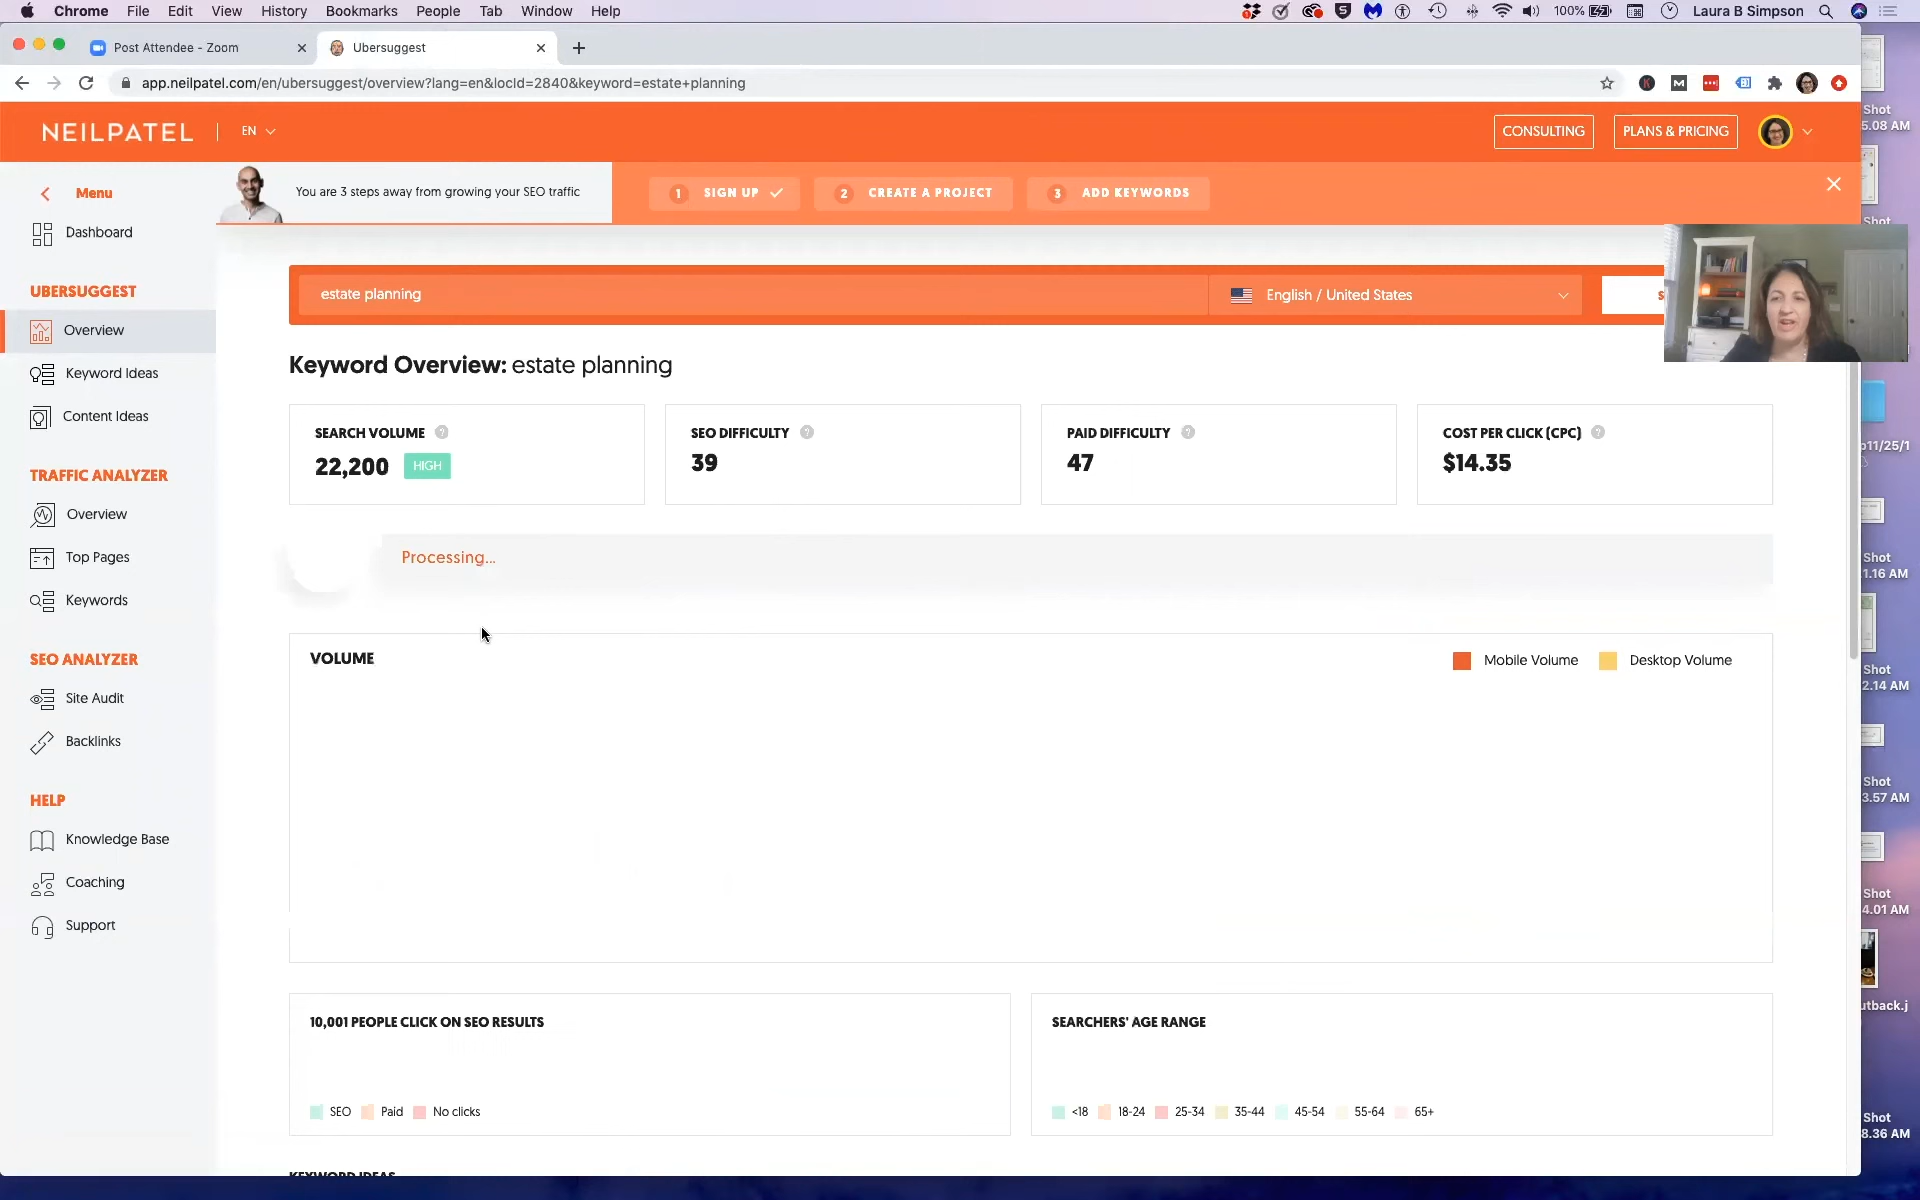 Chrome File Edit View History Bookmarks People Tab Window Help 100% Laura B Simpson
Post Attendee - Zoom
Ubersuggest
app.neilpatel.com/en/ubersuggest/overview?lang=en&locId=2840&keyword=estate+planning
NEILPATEL EN CONSULTING PLANS & PRICING
You are 3 steps away from growing your SEO traffic
1 SIGN UP 2 CREATE A PROJECT 3 ADD KEYWORDS
Menu
Dashboard
UBERSUGGEST
Overview
Keyword Ideas
Content Ideas
TRAFFIC ANALYZER
Overview
Top Pages
Keywords
SEO ANALYZER
Site Audit
Backlinks
HELP
Knowledge Base
Coaching
Support
estate planning
English / United States
Keyword Overview: estate planning
SEARCH VOLUME
22,200 HIGH
SEO DIFFICULTY
39
PAID DIFFICULTY
47
COST PER CLICK (CPC)
$14.35
Processing...
VOLUME
Mobile Volume Desktop Volume
10,001 PEOPLE CLICK ON SEO RESULTS
SEO Paid No clicks
SEARCHERS' AGE RANGE
<18 18-24 25-34 35-44 45-54 55-64 65+
KEYWORD IDEAS
Shot
5.08 AM
Shot
11/25/1
Shot
1.16 AM
Shot
2.14 AM
Shot
3.57 AM
Shot
4.01 AM
utback.j
Shot
8.36 AM